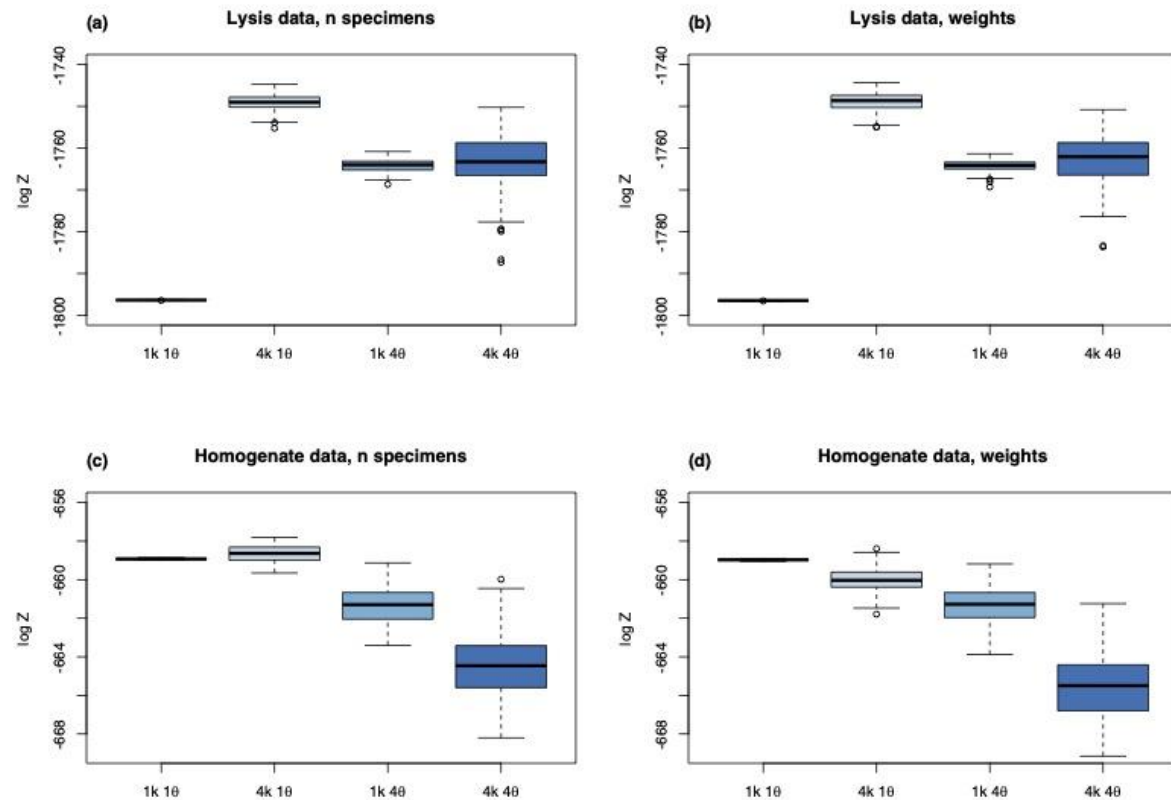 (a) Lysis data, n specimens
-1740
-1760
-1780
-1800
log Z
1k 1θ 4k 1θ 1k 4θ 4k 4θ
(b) Lysis data, weights
-1740
-1760
-1780
-1800
log Z
1k 1θ 4k 1θ 1k 4θ 4k 4θ
(c) Homogenate data, n specimens
-656
-660
-664
-668
log Z
1k 1θ 4k 1θ 1k 4θ 4k 4θ
(d) Homogenate data, weights
-656
-660
-664
-668
log Z
1k 1θ 4k 1θ 1k 4θ 4k 4θ